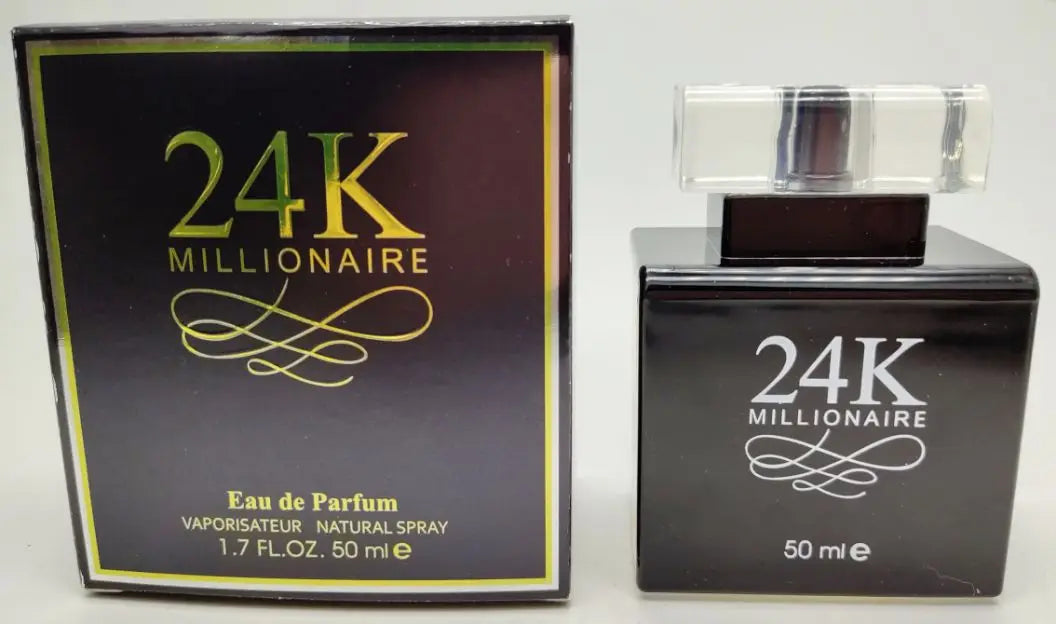 24K
MILLIONAIRE
Eau de Parfum
VAPORISATEUR NATURAL SPRAY
1.7 FL.OZ. 50 ml e
24K
MILLIONAIRE
50 ml e